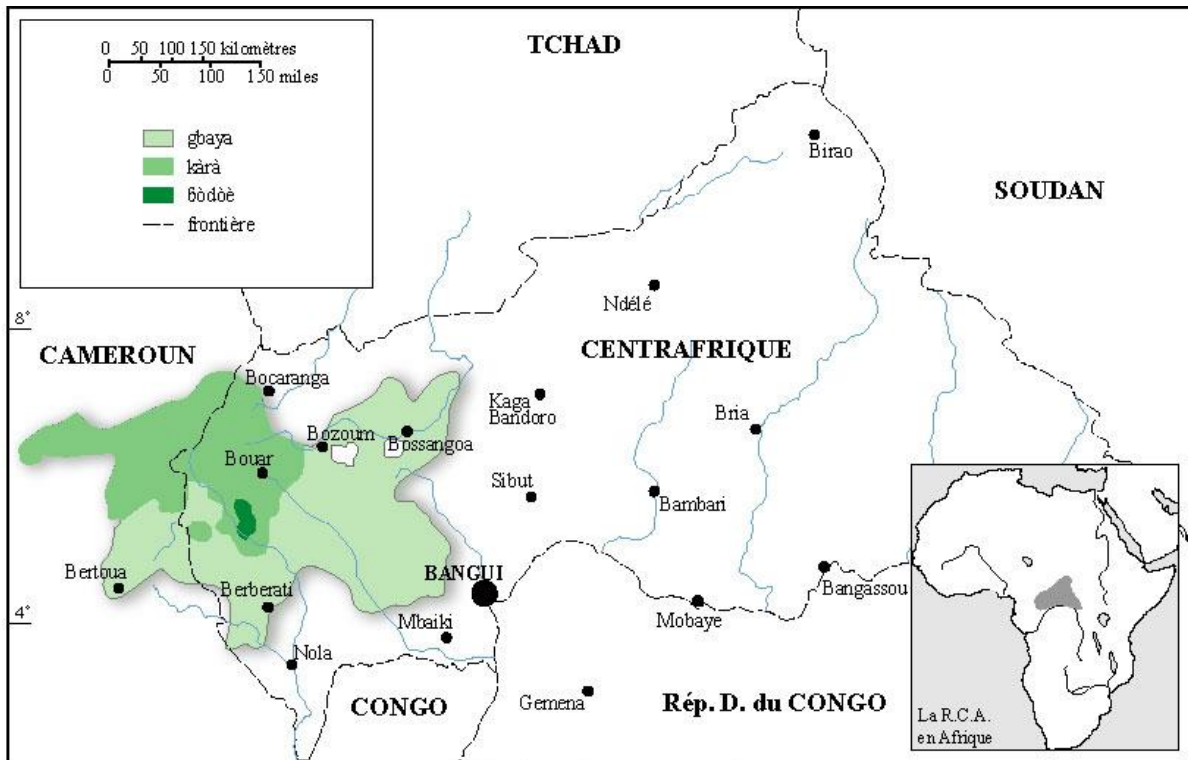 TCHAD
0 50 100 150 kilomètres
0 50 100 150 miles
gbaya
kàrà
ɓòdòè
frontière
Birao
SOUDAN
Ndélé
8°
CAMEROUN
CENTRAFRIQUE
Bocaranga
Kaga
Bandoro
Bria
Bozoum
Bossangoa
Bouar
Sibut
Bambari
Bertoua
Berberati
BANGUI
Bangassou
4°
Mbaiki
Mobaye
Nola
CONGO
Gemena
Rép. D. du CONGO
La R.C.A.
en Afrique